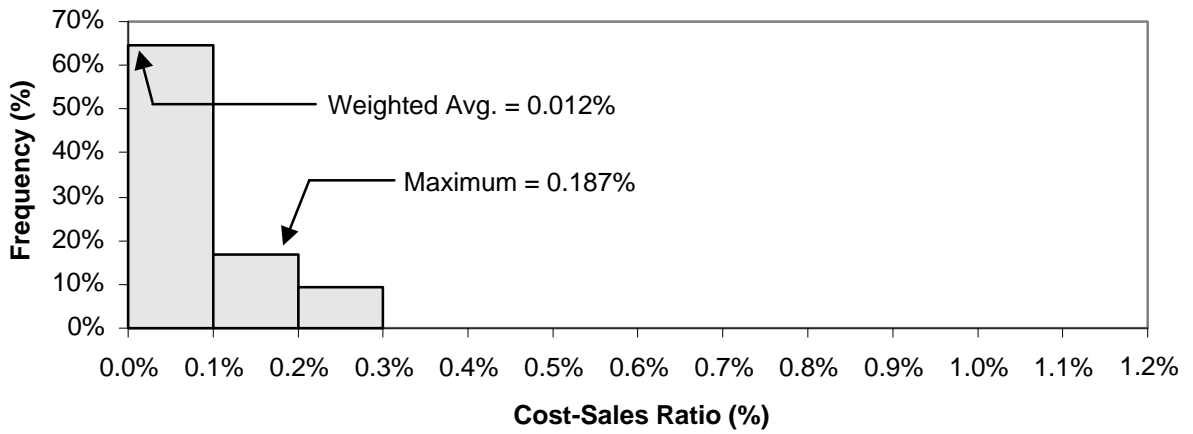 70%
60%
50%
40%
30%
20%
10%
0%
Frequency (%)
Weighted Avg. = 0.012%
Maximum = 0.187%
0.0% 0.1% 0.2% 0.3% 0.4% 0.5% 0.6% 0.7% 0.8% 0.9% 1.0% 1.1% 1.2%
Cost-Sales Ratio (%)